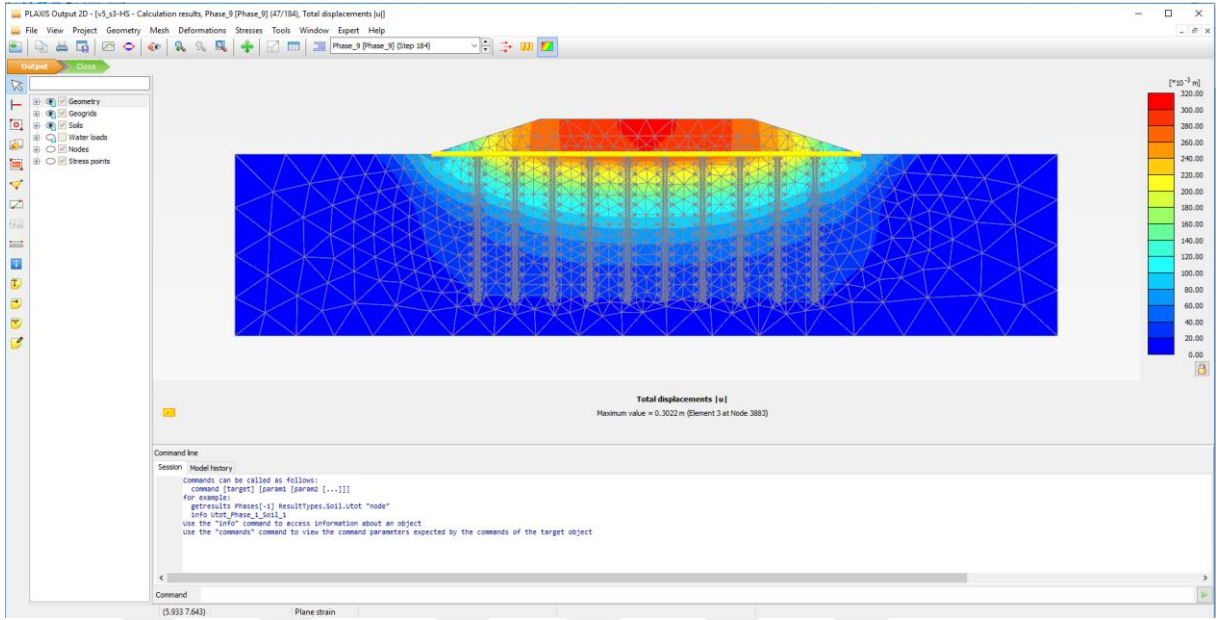 PLAXIS Output 2D - [v5_s3-HS - Calculation results, Phase_9 [Phase_9] (47/184), Total displacements |u|]
File View Project Geometry Mesh Deformations Stresses Tools Window Expert Help
Phase_9 [Phase_9] (Step 184)
Output Close
Geometry
Geogrids
Soils
Water loads
Nodes
Stress points
[*10⁻³ m]
320.00
300.00
280.00
260.00
240.00
220.00
200.00
180.00
160.00
140.00
120.00
100.00
80.00
60.00
40.00
20.00
0.00
Total displacements |u|
Maximum value = 0.3022 m (Element 3 at Node 3883)
Command line
Session Model history
Commands can be called as follows:
command [target] [param1 [param2 [...]]]
for example:
getresults Phases[-1] ResultTypes.Soil.Utot "node"
info Utot_Phase_1_Soil_1
Use the "info" command to access information about an object
Use the "commands" command to view the command parameters expected by the commands of the target object
Command
(5.933 7.643) Plane strain